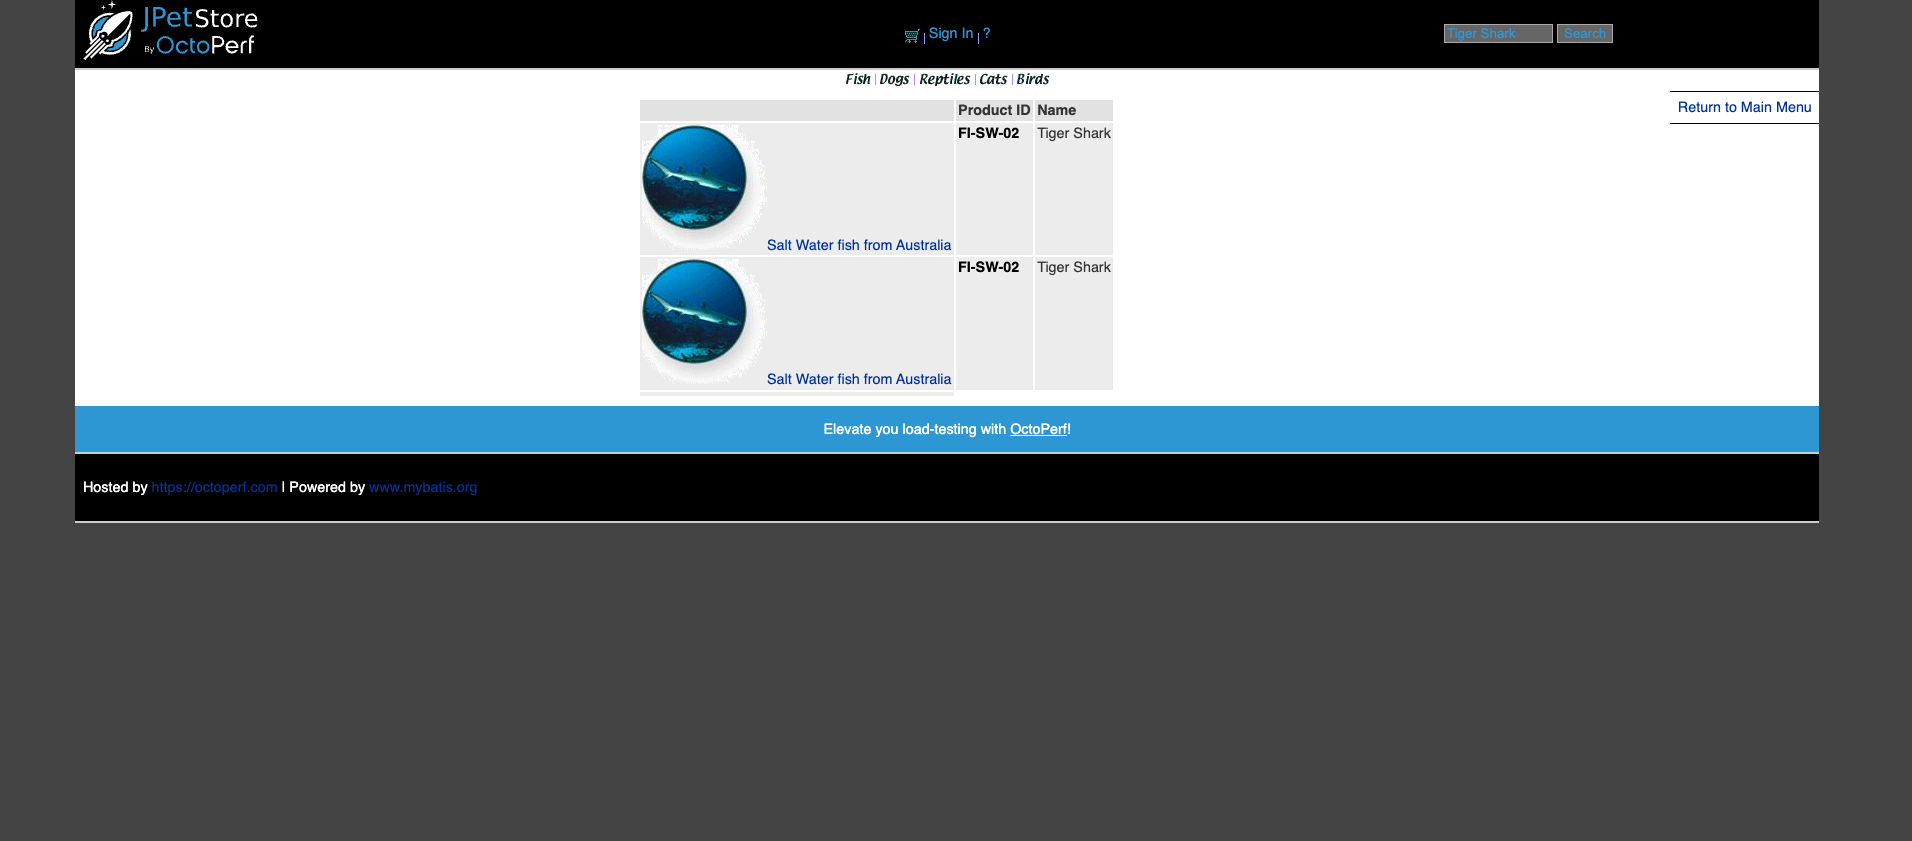 JPetStore
By OctoPerf
Sign In ?
Tiger Shark Search
Fish Dogs Reptiles Cats Birds
Return to Main Menu
Product ID Name
FI-SW-02 Tiger Shark
Salt Water fish from Australia
FI-SW-02 Tiger Shark
Salt Water fish from Australia
Elevate you load-testing with OctoPerf!
Hosted by https://octoperf.com | Powered by www.mybatis.org